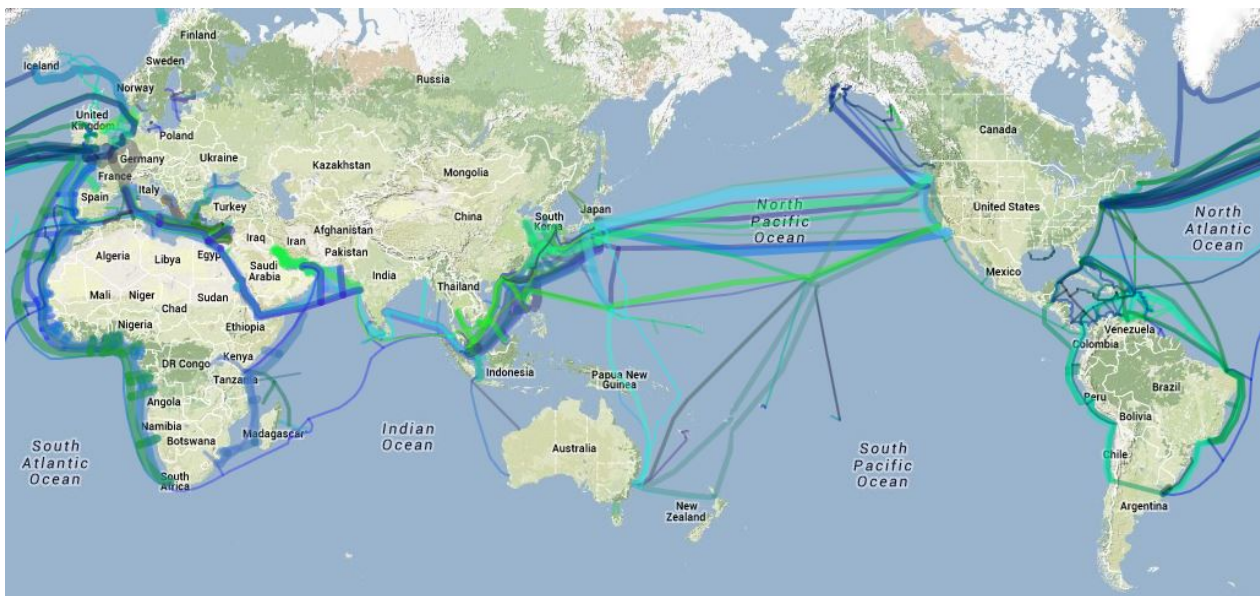 Finland
Iceland
Sweden
Norway
Russia
Canada
United
Kingdom
Poland
Germany
Ukraine
Kazakhstan
Mongolia
France
Italy
Spain
Turkey
South
Korea
Japan
China
North
Pacific
Ocean
United States
North
Atlantic
Ocean
Iraq
Iran
Afghanistan
Pakistan
Algeria
Libya
Egypt
Saudi
Arabia
India
Mexico
Mali
Niger
Chad
Sudan
Thailand
Nigeria
Ethiopia
Venezuela
Colombia
DR Congo
Kenya
Tanzania
Indonesia
Papua New
Guinea
Brazil
Peru
Angola
Bolivia
Namibia
Botswana
Madagascar
Indian
Ocean
Australia
South
Atlantic
Ocean
South
Africa
South
Pacific
Ocean
Chile
New
Zealand
Argentina